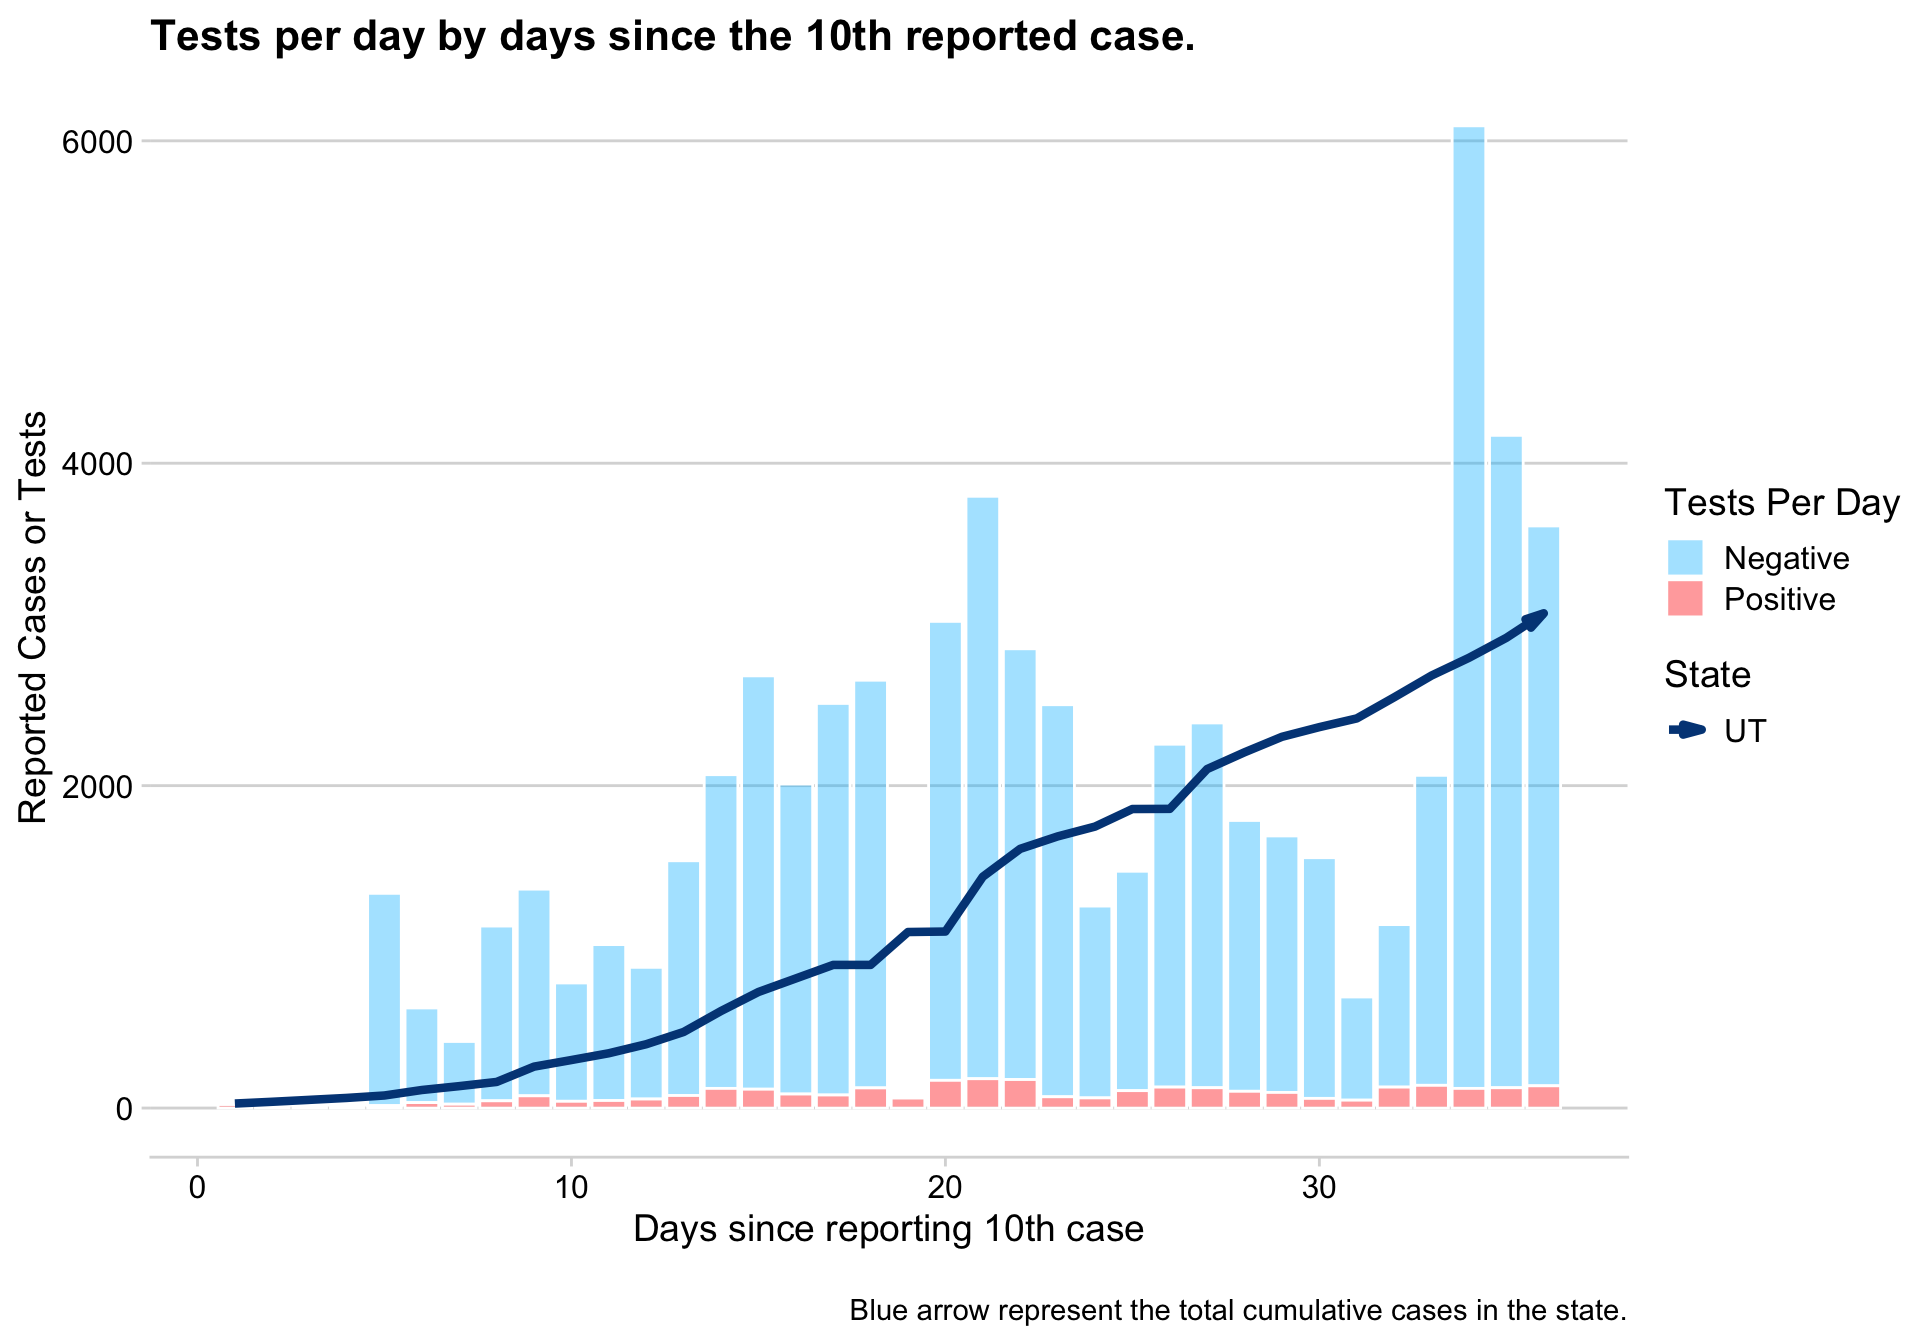 Tests per day by days since the 10th reported case.
6000
4000
2000
0
Reported Cases or Tests
0 10 20 30
Days since reporting 10th case
Tests Per Day
Negative
Positive
State
UT
Blue arrow represent the total cumulative cases in the state.